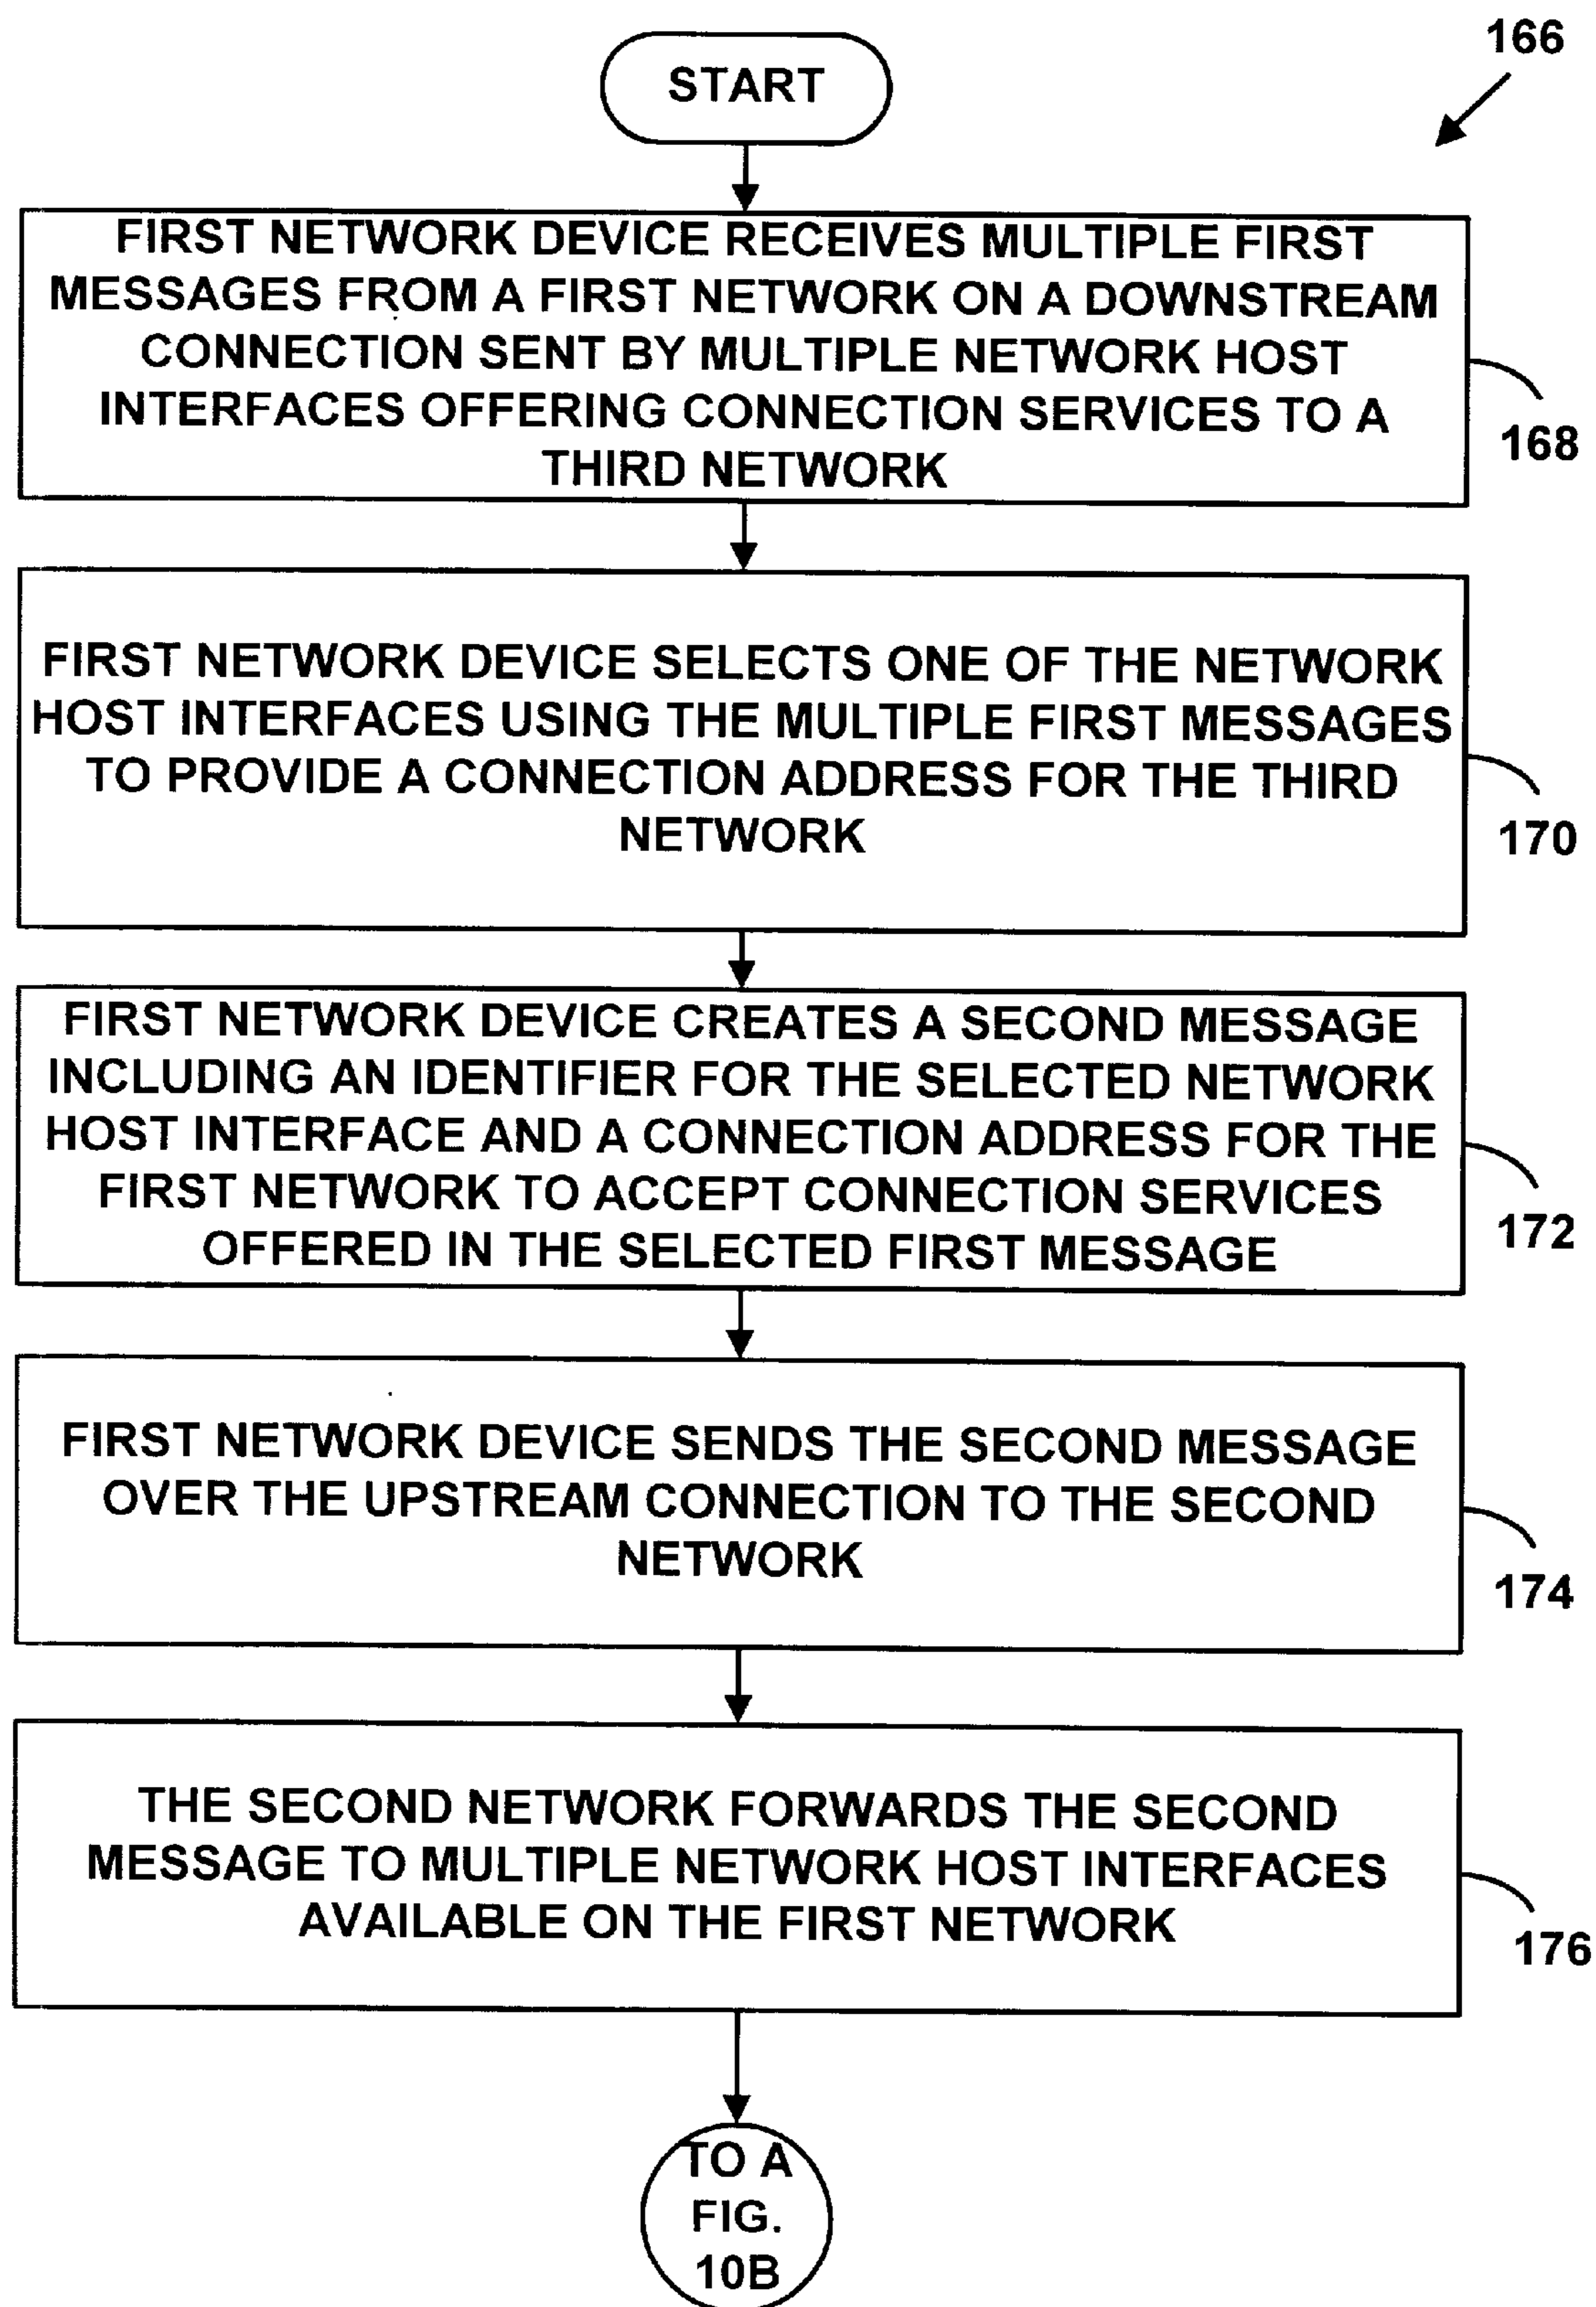 166
START
FIRST NETWORK DEVICE RECEIVES MULTIPLE FIRST
MESSAGES FROM A FIRST NETWORK ON A DOWNSTREAM
CONNECTION SENT BY MULTIPLE NETWORK HOST
INTERFACES OFFERING CONNECTION SERVICES TO A
THIRD NETWORK
168
FIRST NETWORK DEVICE SELECTS ONE OF THE NETWORK
HOST INTERFACES USING THE MULTIPLE FIRST MESSAGES
TO PROVIDE A CONNECTION ADDRESS FOR THE THIRD
NETWORK
170
FIRST NETWORK DEVICE CREATES A SECOND MESSAGE
INCLUDING AN IDENTIFIER FOR THE SELECTED NETWORK
HOST INTERFACE AND A CONNECTION ADDRESS FOR THE
FIRST NETWORK TO ACCEPT CONNECTION SERVICES
OFFERED IN THE SELECTED FIRST MESSAGE
172
FIRST NETWORK DEVICE SENDS THE SECOND MESSAGE
OVER THE UPSTREAM CONNECTION TO THE SECOND
NETWORK
174
THE SECOND NETWORK FORWARDS THE SECOND
MESSAGE TO MULTIPLE NETWORK HOST INTERFACES
AVAILABLE ON THE FIRST NETWORK
176
TO A
FIG.
10B